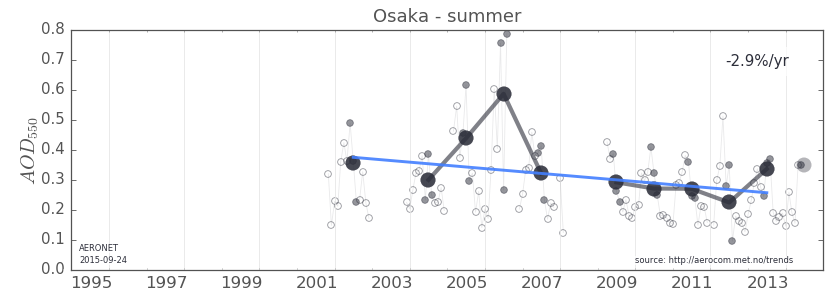 Osaka - summer
0.8
0.7
0.6
0.5
0.4
0.3
0.2
0.1
0.0
AOD550
-2.9%/yr
AERONET
2015-09-24
source: http://aerocom.met.no/trends
1995 1997 1999 2001 2003 2005 2007 2009 2011 2013